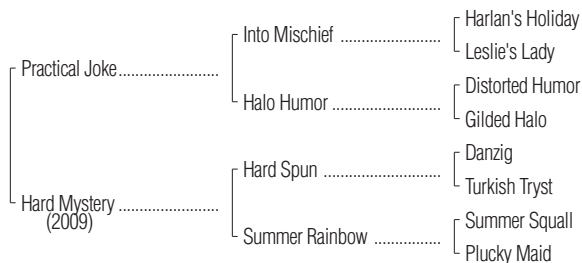 Harlan's Holiday
Into Mischief ........................
Leslie's Lady
Practical Joke........................
Distorted Humor
Halo Humor ........................
Gilded Halo
Danzig
Hard Spun ........................
Turkish Tryst
Hard Mystery ........................
(2009)
Summer Squall
Summer Rainbow ................
Plucky Maid